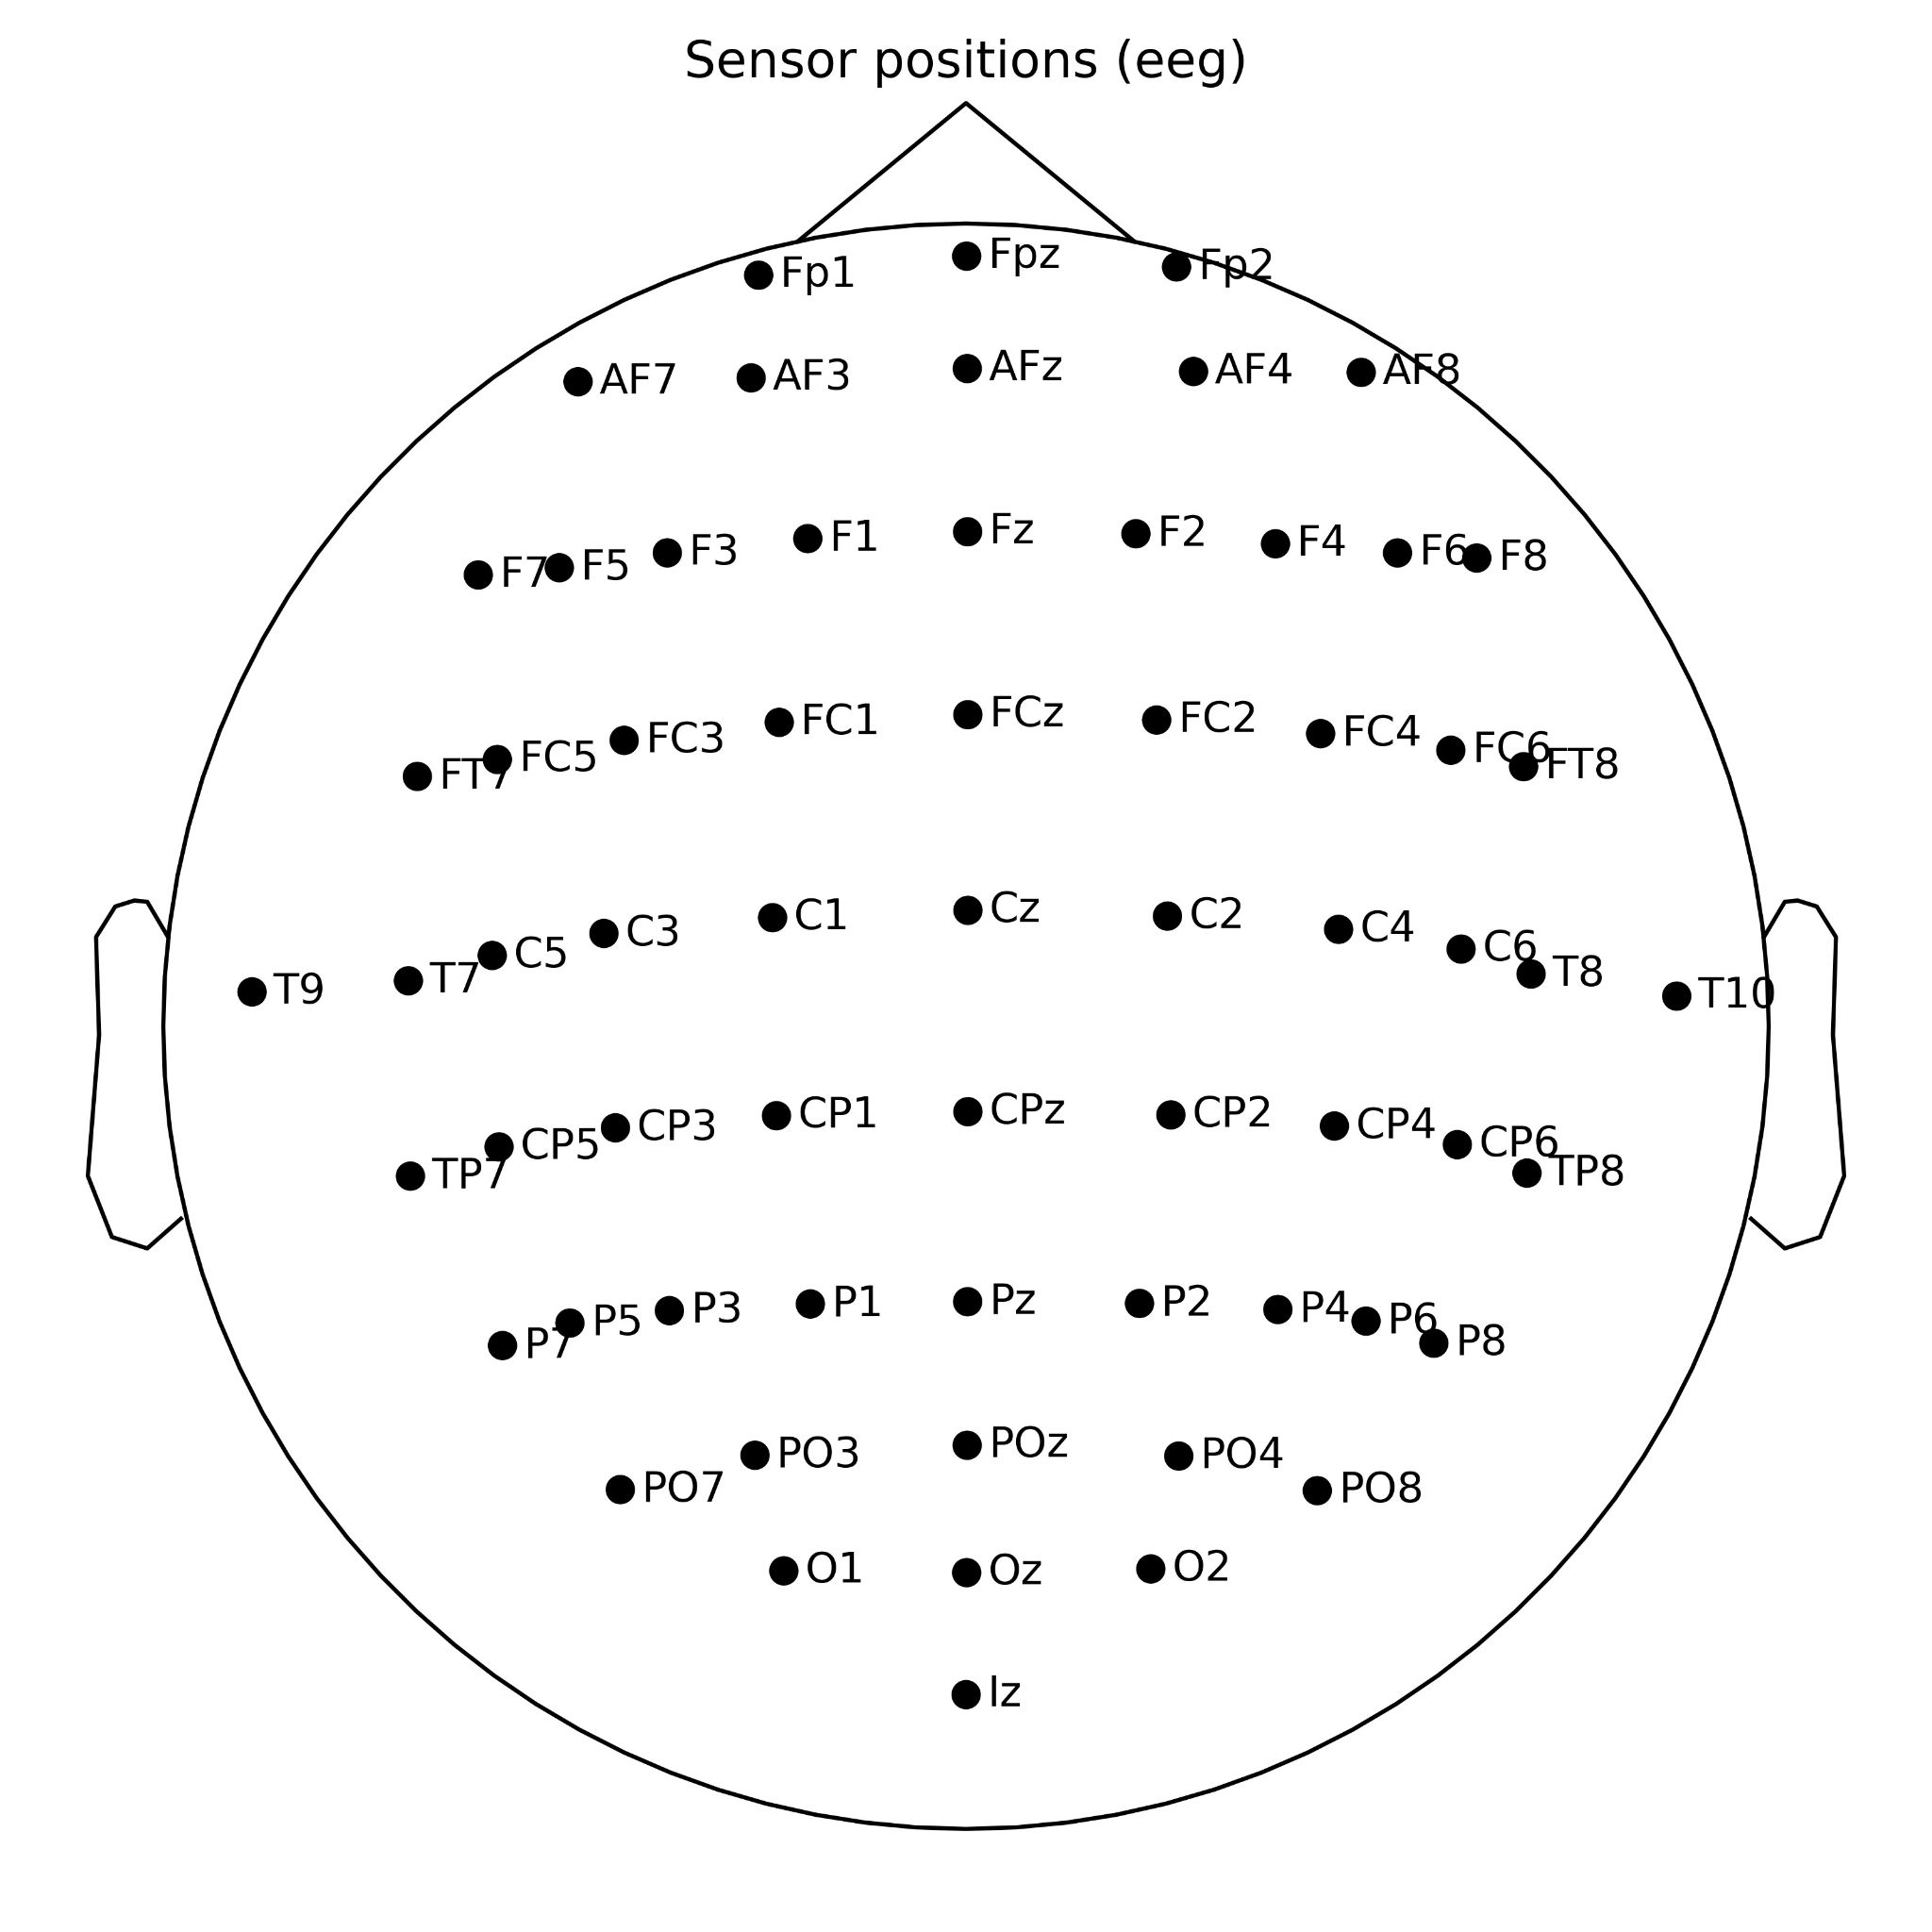 Sensor positions (eeg)
Fp1 Fpz Fp2
AF7 AF3 AFz AF4 AF8
F7 F5 F3 F1 Fz F2 F4 F6 F8
FT7 FC5 FC3 FC1 FCz FC2 FC4 FC6 FT8
T9 T7 C5 C3 C1 Cz C2 C4 C6 T8 T10
TP7 CP5 CP3 CP1 CPz CP2 CP4 CP6 TP8
P7 P5 P3 P1 Pz P2 P4 P6 P8
PO7 PO3 POz PO4 PO8
O1 Oz O2
Iz